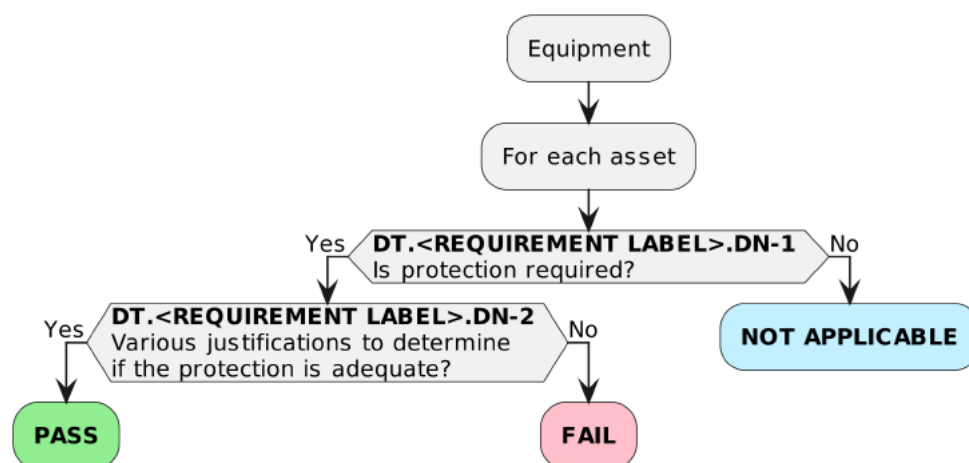 Equipment
For each asset
Yes
DT.<REQUIREMENT LABEL>.DN-1
Is protection required?
No
Yes
DT.<REQUIREMENT LABEL>.DN-2
Various justifications to determine
if the protection is adequate?
No
NOT APPLICABLE
PASS
FAIL